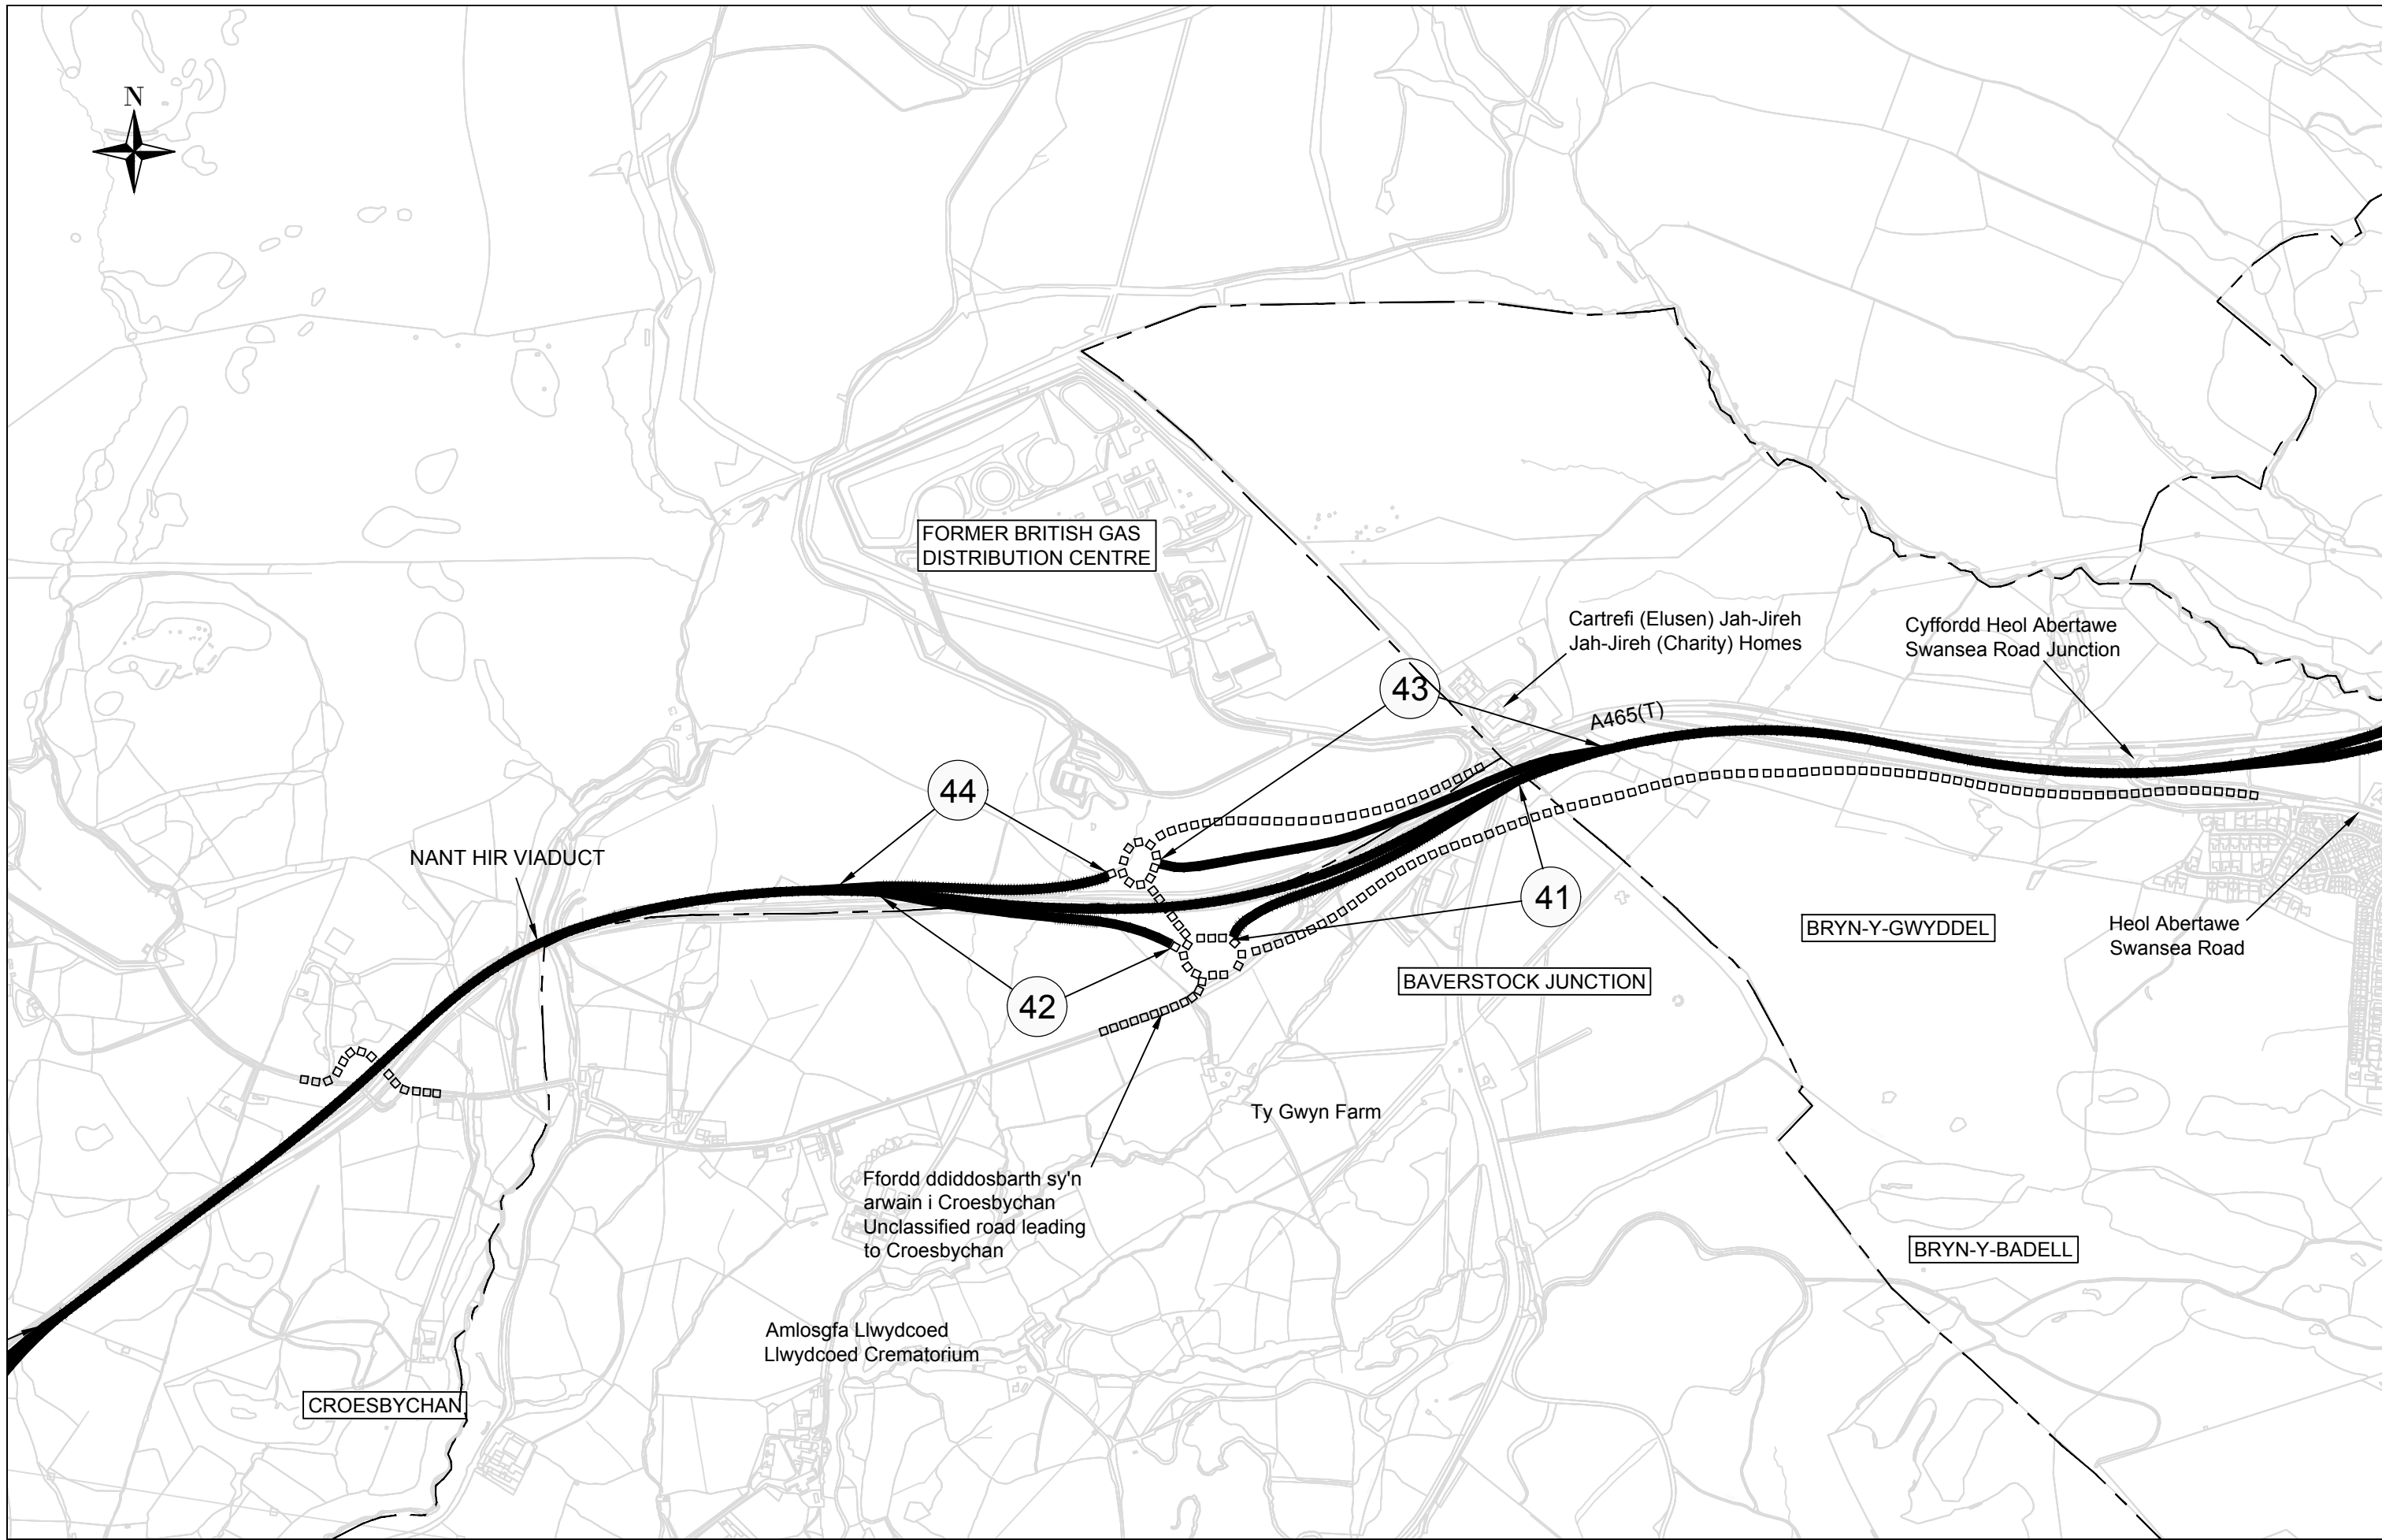 N
FORMER BRITISH GAS
DISTRIBUTION CENTRE
Cartrefi (Elusen) Jah-Jireh
Jah-Jireh (Charity) Homes
Cyffordd Heol Abertawe
Swansea Road Junction
43
A465(T)
44
NANT HIR VIADUCT
41
BRYN-Y-GWYDDEL
Heol Abertawe
Swansea Road
BAVERSTOCK JUNCTION
42
Ty Gwyn Farm
Ffordd ddiddosbarth sy'n
arwain i Croesbychan
Unclassified road leading
to Croesbychan
BRYN-Y-BADELL
Amlosgfa Llwydcoed
Llwydcoed Crematorium
CROESBYCHAN